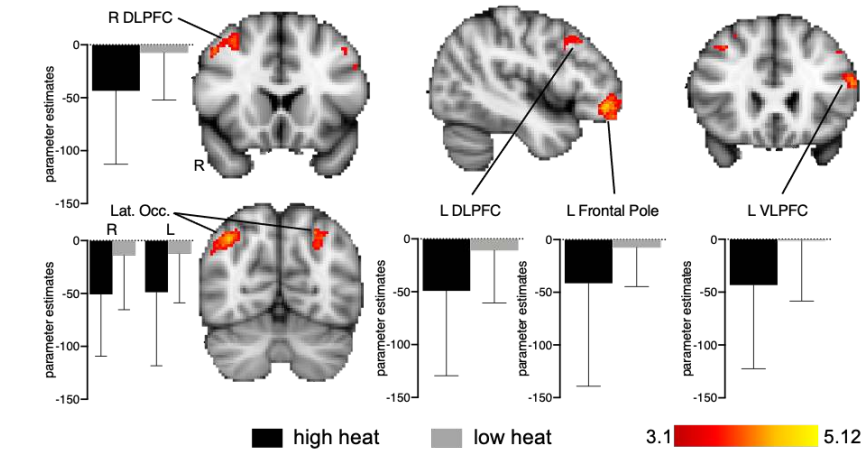 R DLPFC
0
-50
-100
-150
parameter estimates
R
Lat. Occ.
R L
0
-50
-100
-150
parameter estimates
L DLPFC
0
-50
-100
-150
parameter estimates
L Frontal Pole
0
-50
-100
-150
parameter estimates
L VLPFC
0
-50
-100
-150
parameter estimates
high heat low heat 3.1 5.12